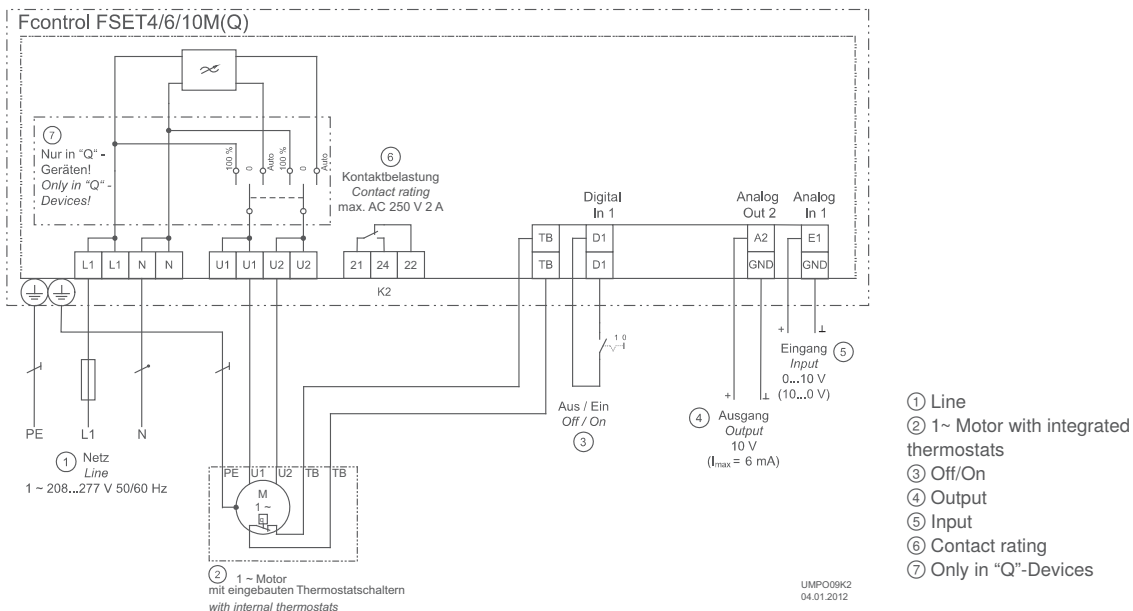 Fcontrol FSET4/6/10M(Q)
⑦
Nur in "Q" -
Geräten!
Only in "Q" -
Devices!
100 %
0
Auto
100 %
0
Auto
⑥
Kontaktbelastung
Contact rating
max. AC 250 V 2 A
Digital
In 1
Analog
Out 2
Analog
In 1
L1 L1 N N
U1 U1 U2 U2
21 24 22
K2
TB D1 A2 E1
TB D1 GND GND
1 0
+ ⊥
Eingang ⑤
Input
0...10 V
(10...0 V)
Aus / Ein
Off / On
③
+ ⊥
④ Ausgang
Output
10 V
(Imax = 6 mA)
PE L1 N
① Netz
Line
1 ~ 208...277 V 50/60 Hz
PE U1 U2 TB TB
M
1 ~
② 1 ~ Motor
mit eingebauten Thermostatschaltern
with internal thermostats
UMPO09K2
04.01.2012
① Line
② 1~ Motor with integrated
thermostats
③ Off/On
④ Output
⑤ Input
⑥ Contact rating
⑦ Only in “Q”-Devices